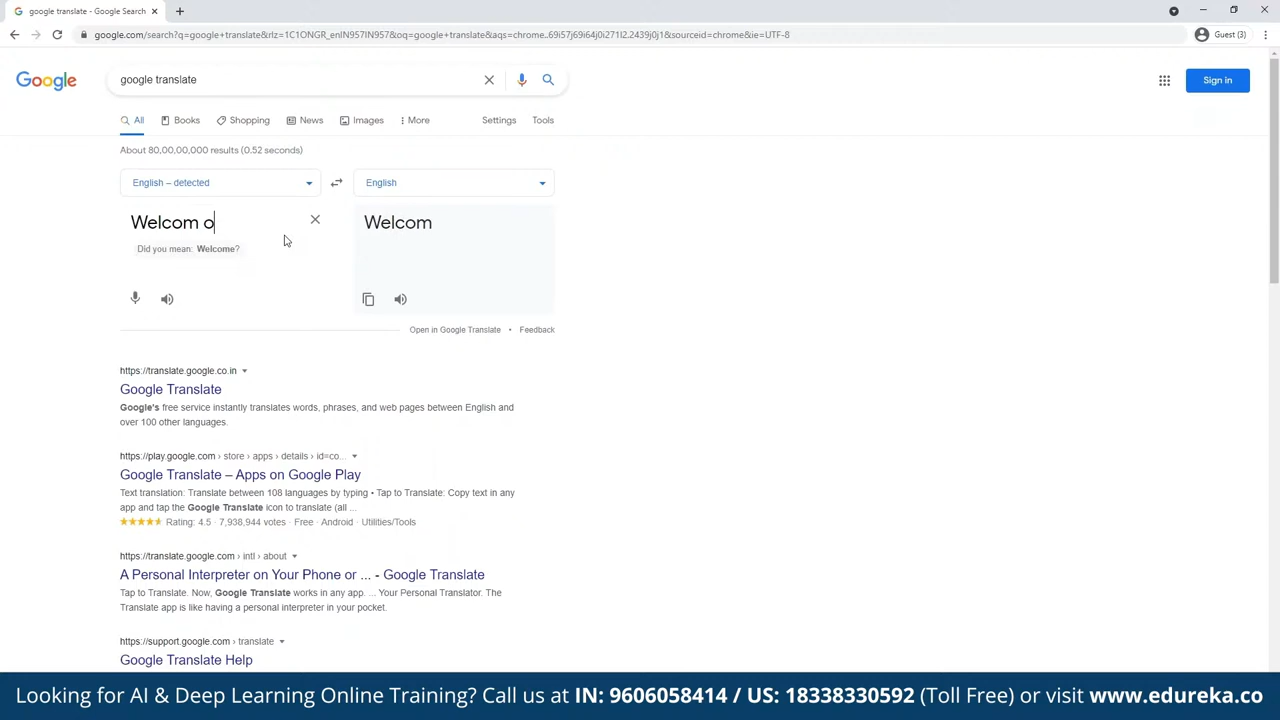 google translate - Google Search
google.com/search?q=google+translate&rlz=1C1ONGR_enIN957IN957&oq=google+translate&aqs=chrome..69i57j69i64j0i271l2.2439j0j1&sourceid=chrome&ie=UTF-8
Guest (3)
Google
google translate
Sign in
All
Books
Shopping
News
Images
More
Settings
Tools
About 80,00,00,000 results (0.52 seconds)
English – detected
English
Welcom o
Welcom
Did you mean: Welcome?
Open in Google Translate • Feedback
https://translate.google.co.in
Google Translate
Google's free service instantly translates words, phrases, and web pages between English and
over 100 other languages.
https://play.google.com › store › apps › details › id=co...
Google Translate – Apps on Google Play
Text translation: Translate between 108 languages by typing • Tap to Translate: Copy text in any
app and tap the Google Translate icon to translate (all ...
Rating: 4.5 · 7,938,944 votes · Free · Android · Utilities/Tools
https://translate.google.com › intl › about
A Personal Interpreter on Your Phone or ... - Google Translate
Tap to Translate. Now, Google Translate works in any app. ... Your Personal Translator. The
Translate app is like having a personal interpreter in your pocket.
https://support.google.com › translate
Google Translate Help
Looking for AI & Deep Learning Online Training? Call us at IN: 9606058414 / US: 18338330592 (Toll Free) or visit www.edureka.co